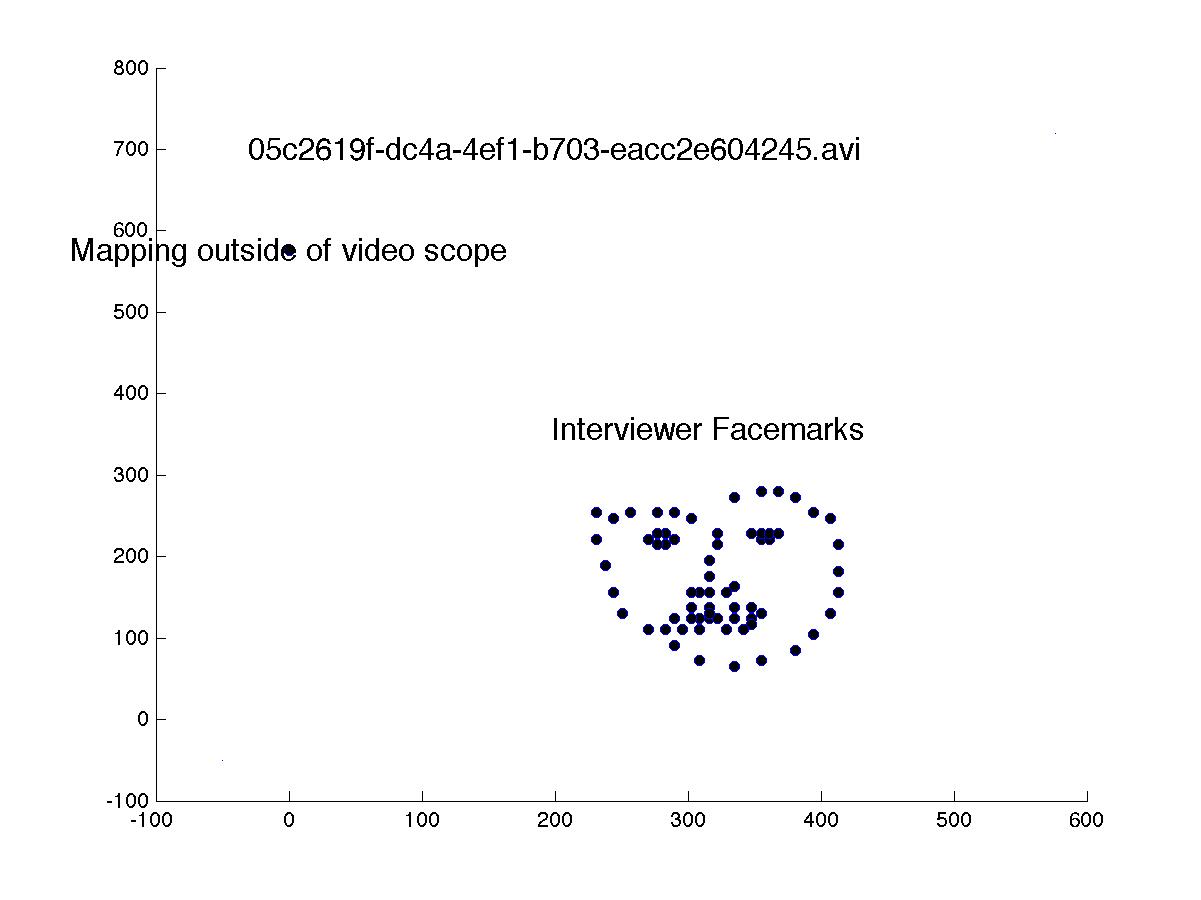 800
700
05c2619f-dc4a-4ef1-b703-eacc2e604245.avi
600
Mapping outside of video scope
500
400
Interviewer Facemarks
300
200
100
0
-100
-100 0 100 200 300 400 500 600